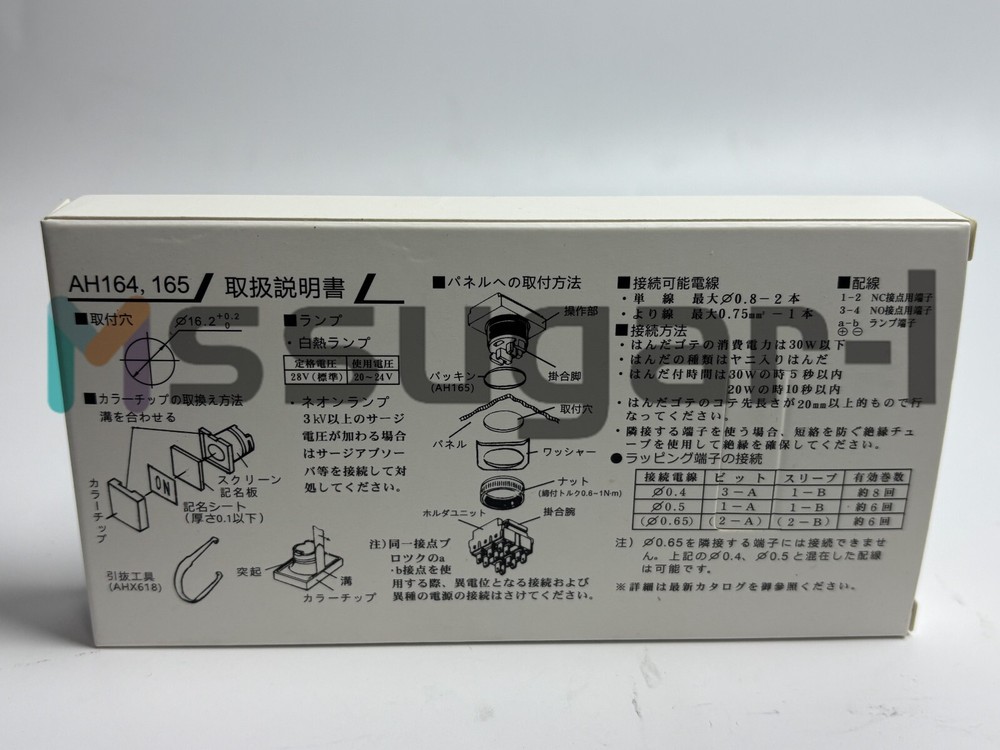 AH164, 165 取扱説明書
■取付穴
∅16.2 +0.2 0
■カラーチップの取換え方法
溝を合わせる
ON
カラーチップ
スクリーン
記名板
記名シート
(厚さ0.1以下)
引抜工具
(AHX618)
突起
溝
カラーチップ
■ランプ
・白熱ランプ
定格電圧 使用電圧
28V(標準) 20〜24V
・ネオンランプ
3kV以上のサージ
電圧が加わる場合
はサージアブソー
バ等を接続して対
処してください。
■パネルへの取付方法
操作部
掛合脚
パッキン
(AH165)
取付穴
パネル
ワッシャー
ナット
(締付トルク0.6-1N·m)
ホルダユニット
掛合腕
注)同一接点ブ
ロツクのa
・b接点を使
用する際、異電位となる接続および
異種の電源の接続はさけてください。
■接続可能電線
・単 線 最大∅0.8－2本
・より線 最大0.75mm²－1本
■接続方法
・はんだゴテの消費電力は30W以下
・はんだの種類はヤニ入りはんだ
・はんだ付時間は30Wの時5秒以内
20Wの時10秒以内
・はんだゴテのコテ先長さが20mm以上的もので行
なってください。
・隣接する端子を使う場合、短絡を防ぐ絶縁チュ
ーブを使用して絶縁を確保してください。
●ラッピング端子の接続
接続電線 ビット スリーブ 有効巻数
∅0.4 3－A 1－B 約8回
∅0.5 1－A 1－B 約6回
(∅0.65) (2－A) (2－B) 約6回
注) ∅0.65を隣接する端子には接続できませ
ん。上記の∅0.4、∅0.5と混在した配線
は可能です。
※詳細は最新カタログを御参照ください。
■配線
1-2 NC接点用端子
3-4 NO接点用端子
a-b ランプ端子
⊕⊖
Mssugan-l